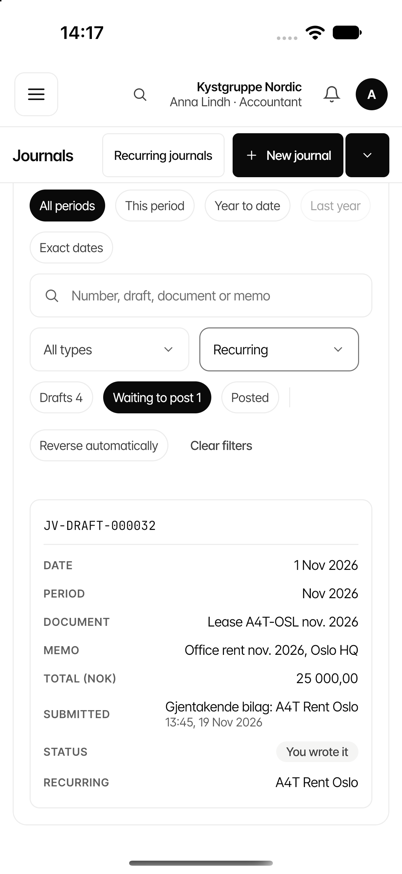 14:17
Kystgruppe Nordic
Anna Lindh · Accountant
A
Journals
Recurring journals
+ New journal
All periods
This period
Year to date
Last year
Exact dates
Number, draft, document or memo
All types
Recurring
Drafts 4
Waiting to post 1
Posted
Reverse automatically
Clear filters
JV-DRAFT-000032
DATE 1 Nov 2026
PERIOD Nov 2026
DOCUMENT Lease A4T-OSL nov. 2026
MEMO Office rent nov. 2026, Oslo HQ
TOTAL (NOK) 25 000,00
SUBMITTED Gjentakende bilag: A4T Rent Oslo
13:45, 19 Nov 2026
STATUS You wrote it
RECURRING A4T Rent Oslo